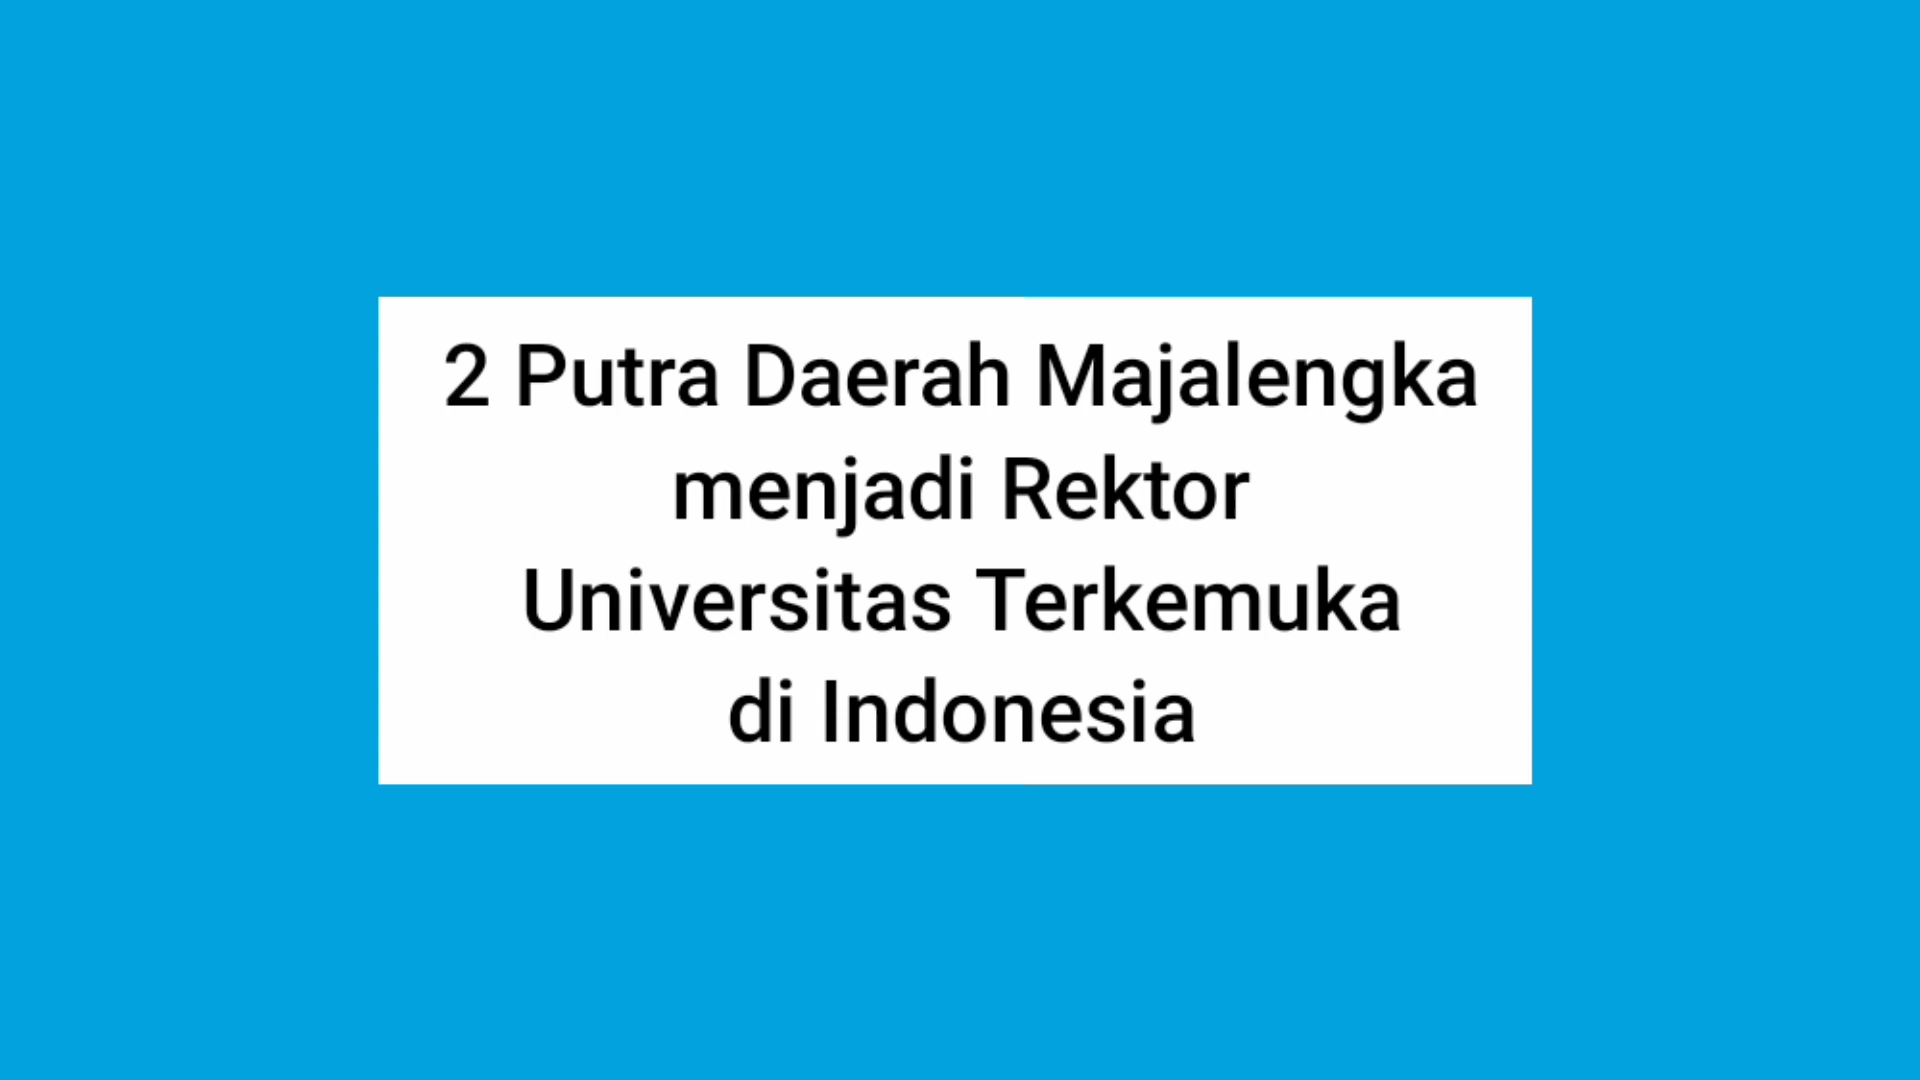 2 Putra Daerah Majalengka
menjadi Rektor
Universitas Terkemuka
di Indonesia